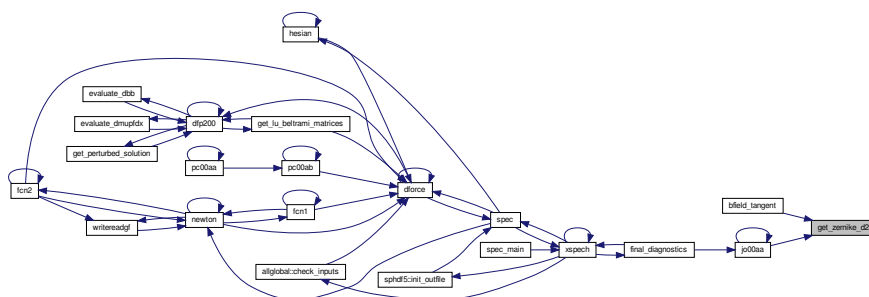 hesian
evaluate_dbb
evaluate_dmupfdx
dfp200
get_lu_beltrami_matrices
get_perturbed_solution
pc00aa
pc00ab
fcn2
dforce
bfield_tangent
fcn1
writereadgf
newton
spec
get_zernike_d2
spec_main
xspech
final_diagnostics
jo00aa
allglobal::check_inputs
sphdf5::init_outfile